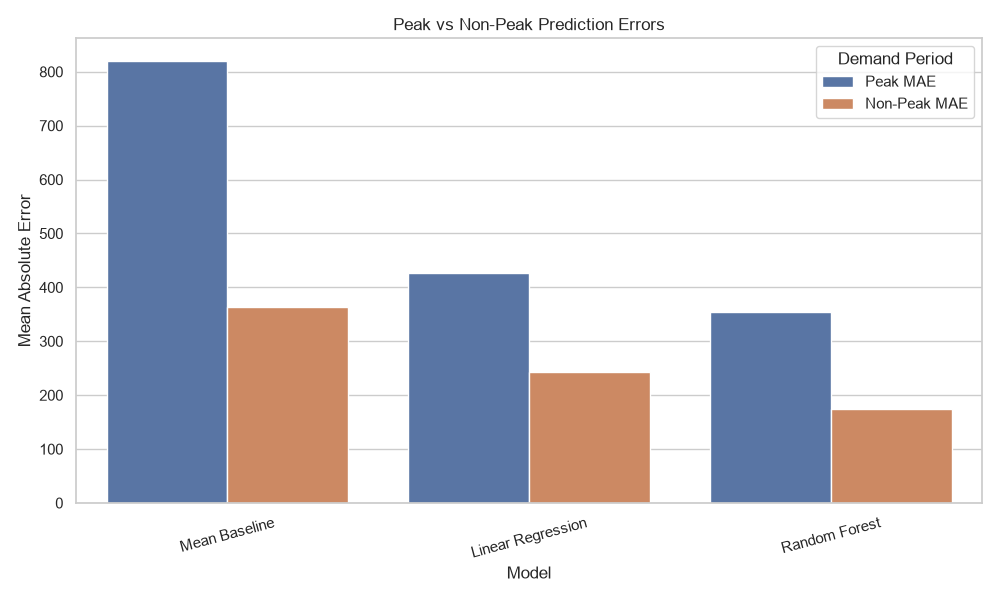 Peak vs Non-Peak Prediction Errors
Demand Period
Peak MAE
Non-Peak MAE
Mean Absolute Error
800
700
600
500
400
300
200
100
0
Mean Baseline
Linear Regression
Random Forest
Model